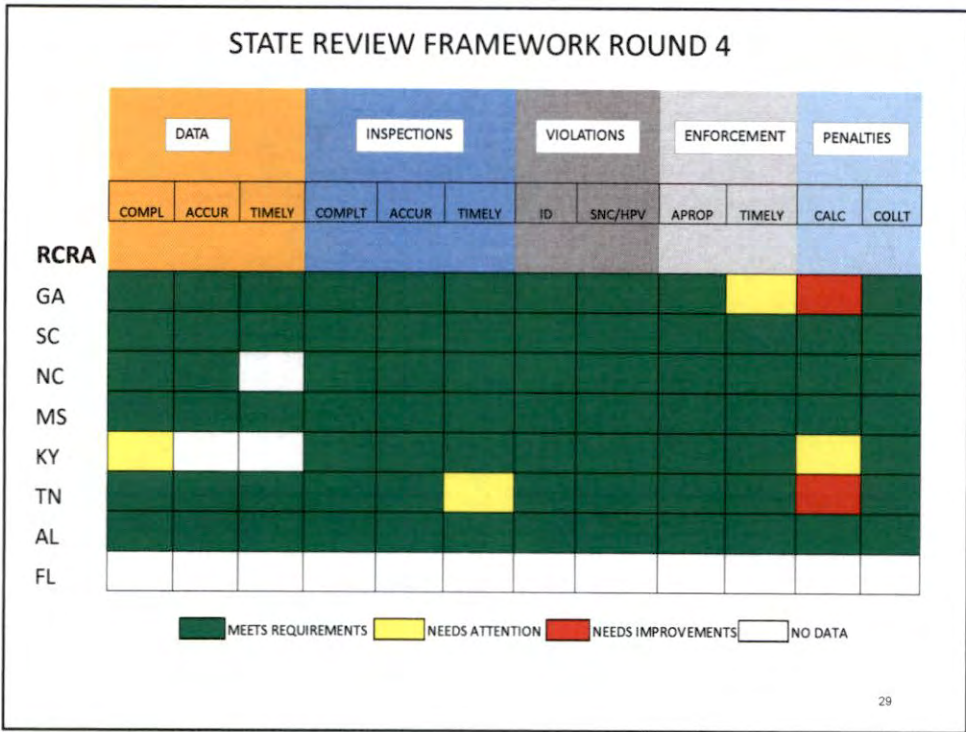 STATE REVIEW FRAMEWORK ROUND 4
DATA INSPECTIONS VIOLATIONS ENFORCEMENT PENALTIES
COMPL ACCUR TIMELY COMPLT ACCUR TIMELY ID SNC/HPV APROP TIMELY CALC COLLT
RCRA
GA
SC
NC
MS
KY
TN
AL
FL
MEETS REQUIREMENTS NEEDS ATTENTION NEEDS IMPROVEMENTS NO DATA
29